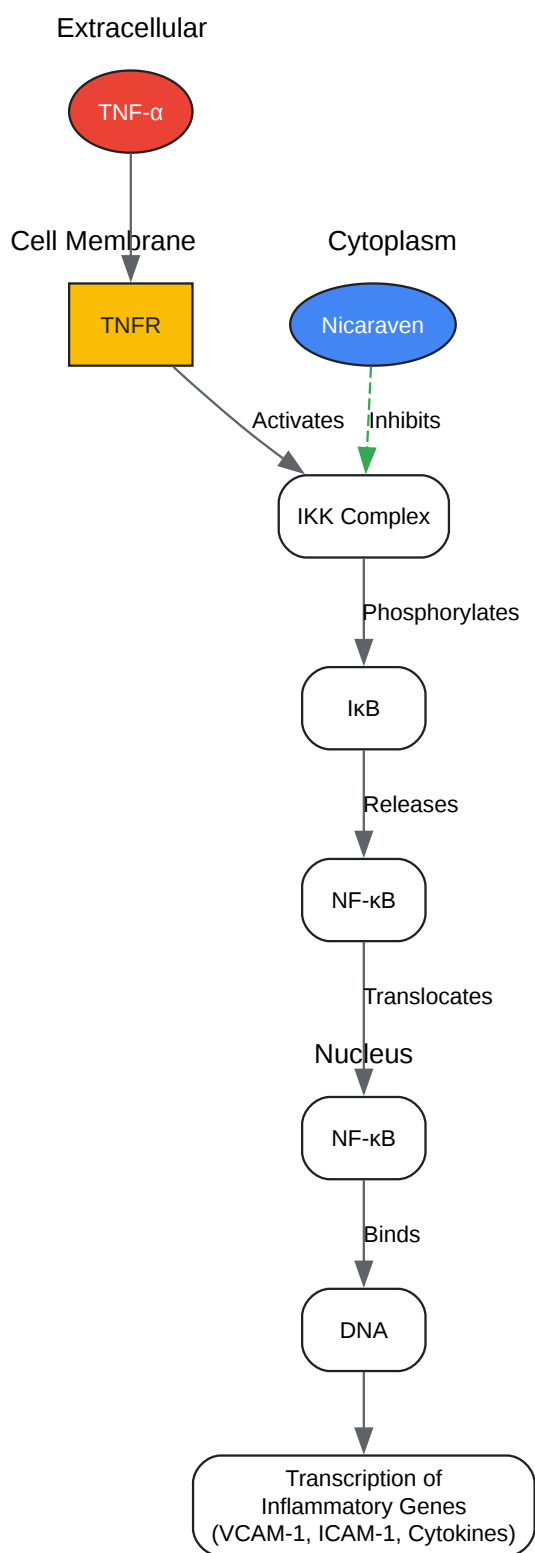 Extracellular
TNF-α
Cell Membrane
Cytoplasm
TNFR
Nicaraven
Activates
Inhibits
IKK Complex
Phosphorylates
IκB
Releases
NF-κB
Translocates
Nucleus
NF-κB
Binds
DNA
Transcription of
Inflammatory Genes
(VCAM-1, ICAM-1, Cytokines)